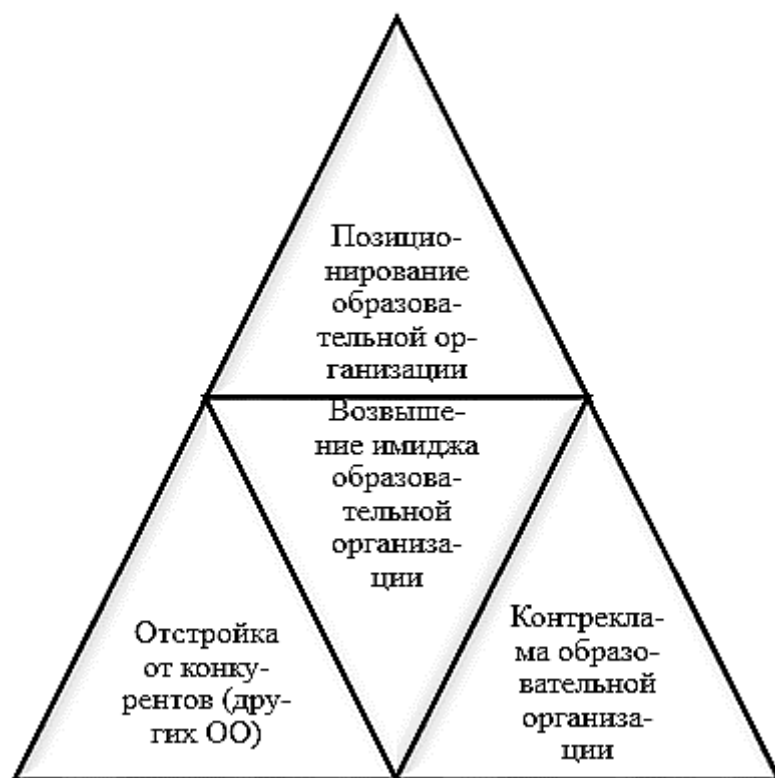 Позицио-
нирование
образова-
тельной ор-
ганизации
Возвыше-
ние имиджа
образова-
тельной
организа-
ции
Отстройка
от конку-
рентов (дру-
гих ОО)
Контрекла-
ма образо-
вательной
организа-
ции